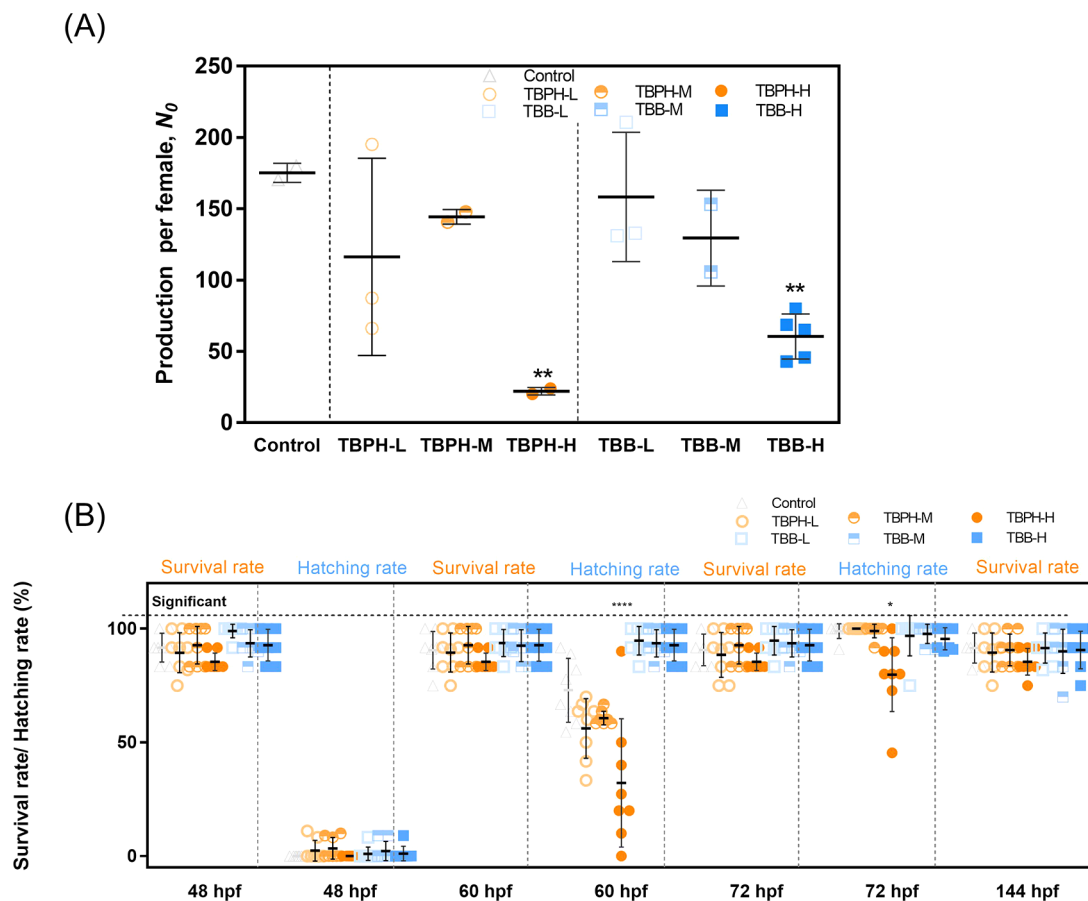 (A)
Production per female, N0
250
200
150
100
50
0
Control
TBPH-L
TBB-L
TBPH-M
TBB-M
TBPH-H
TBB-H
**
**
Control TBPH-L TBPH-M TBPH-H TBB-L TBB-M TBB-H
(B)
Control
TBPH-L
TBB-L
TBPH-M
TBB-M
TBPH-H
TBB-H
Survival rate Hatching rate Survival rate Hatching rate Survival rate Hatching rate Survival rate
Survival rate/ Hatching rate (%)
Significant
**** *
100
50
0
48 hpf 48 hpf 60 hpf 60 hpf 72 hpf 72 hpf 144 hpf